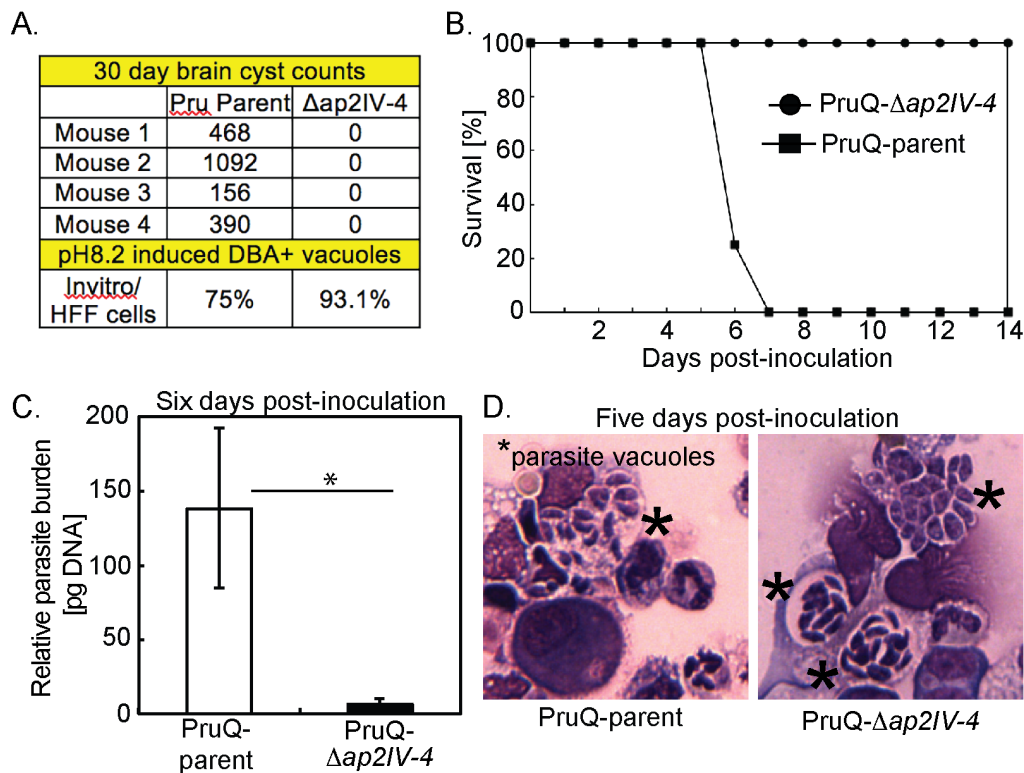 A.
30 day brain cyst counts
Pru Parent Δap2IV-4
Mouse 1 468 0
Mouse 2 1092 0
Mouse 3 156 0
Mouse 4 390 0
pH8.2 induced DBA+ vacuoles
Invitro/
HFF cells 75% 93.1%
B.
100
80
60
40
20
0
Survival [%]
PruQ-Δap2IV-4
PruQ-parent
2 4 6 8 10 12 14
Days post-inoculation
C.
Six days post-inoculation
200
150
100
50
0
Relative parasite burden
[pg DNA]
*
PruQ-
parent
PruQ-
Δap2IV-4
D.
Five days post-inoculation
*parasite vacuoles
*
*
*
*
PruQ-parent
PruQ-Δap2IV-4